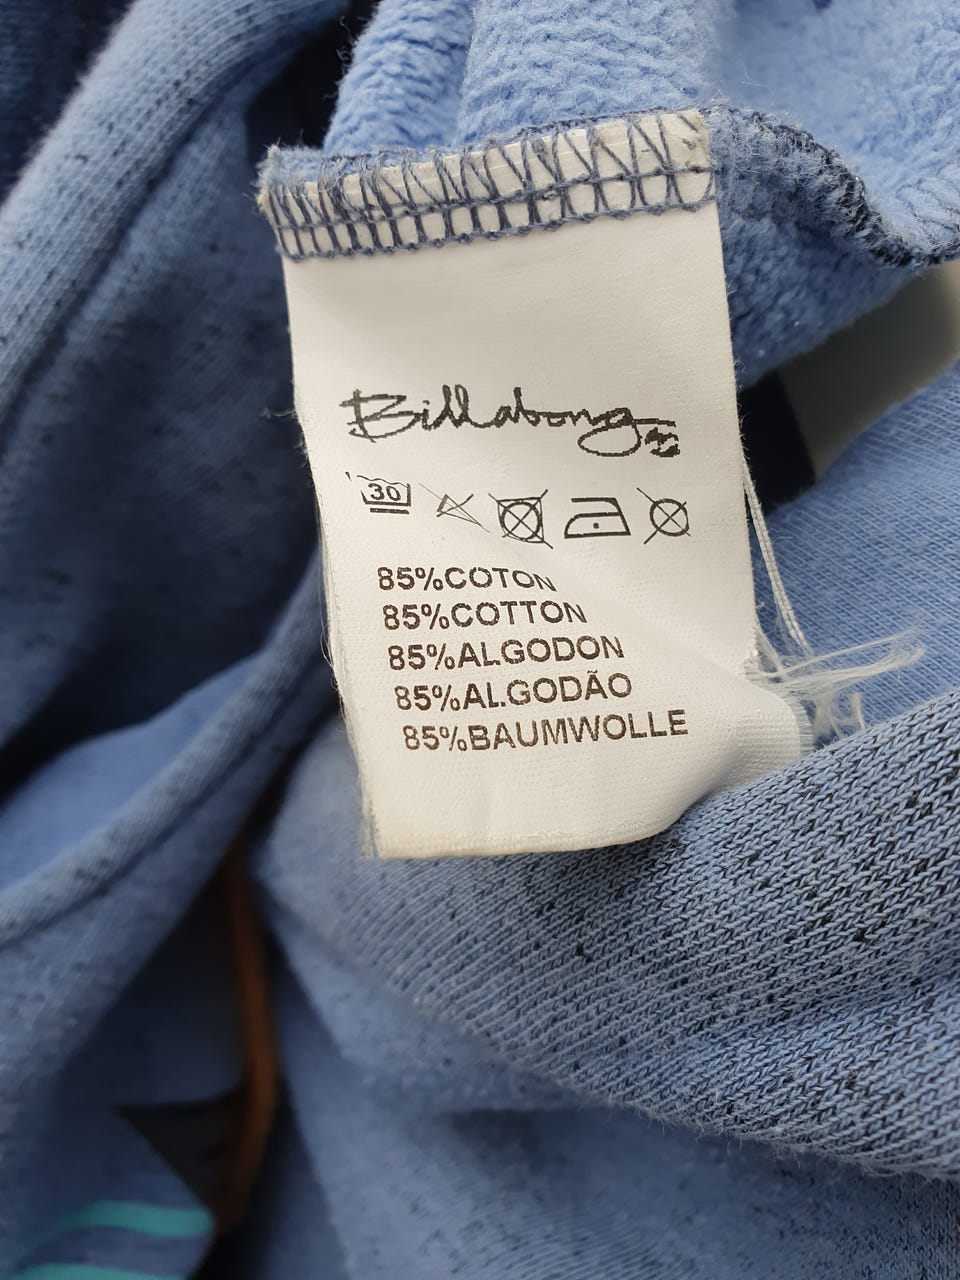 Billabong
30
85%COTON
85%COTTON
85%ALGODON
85%ALGODÃO
85%BAUMWOLLE